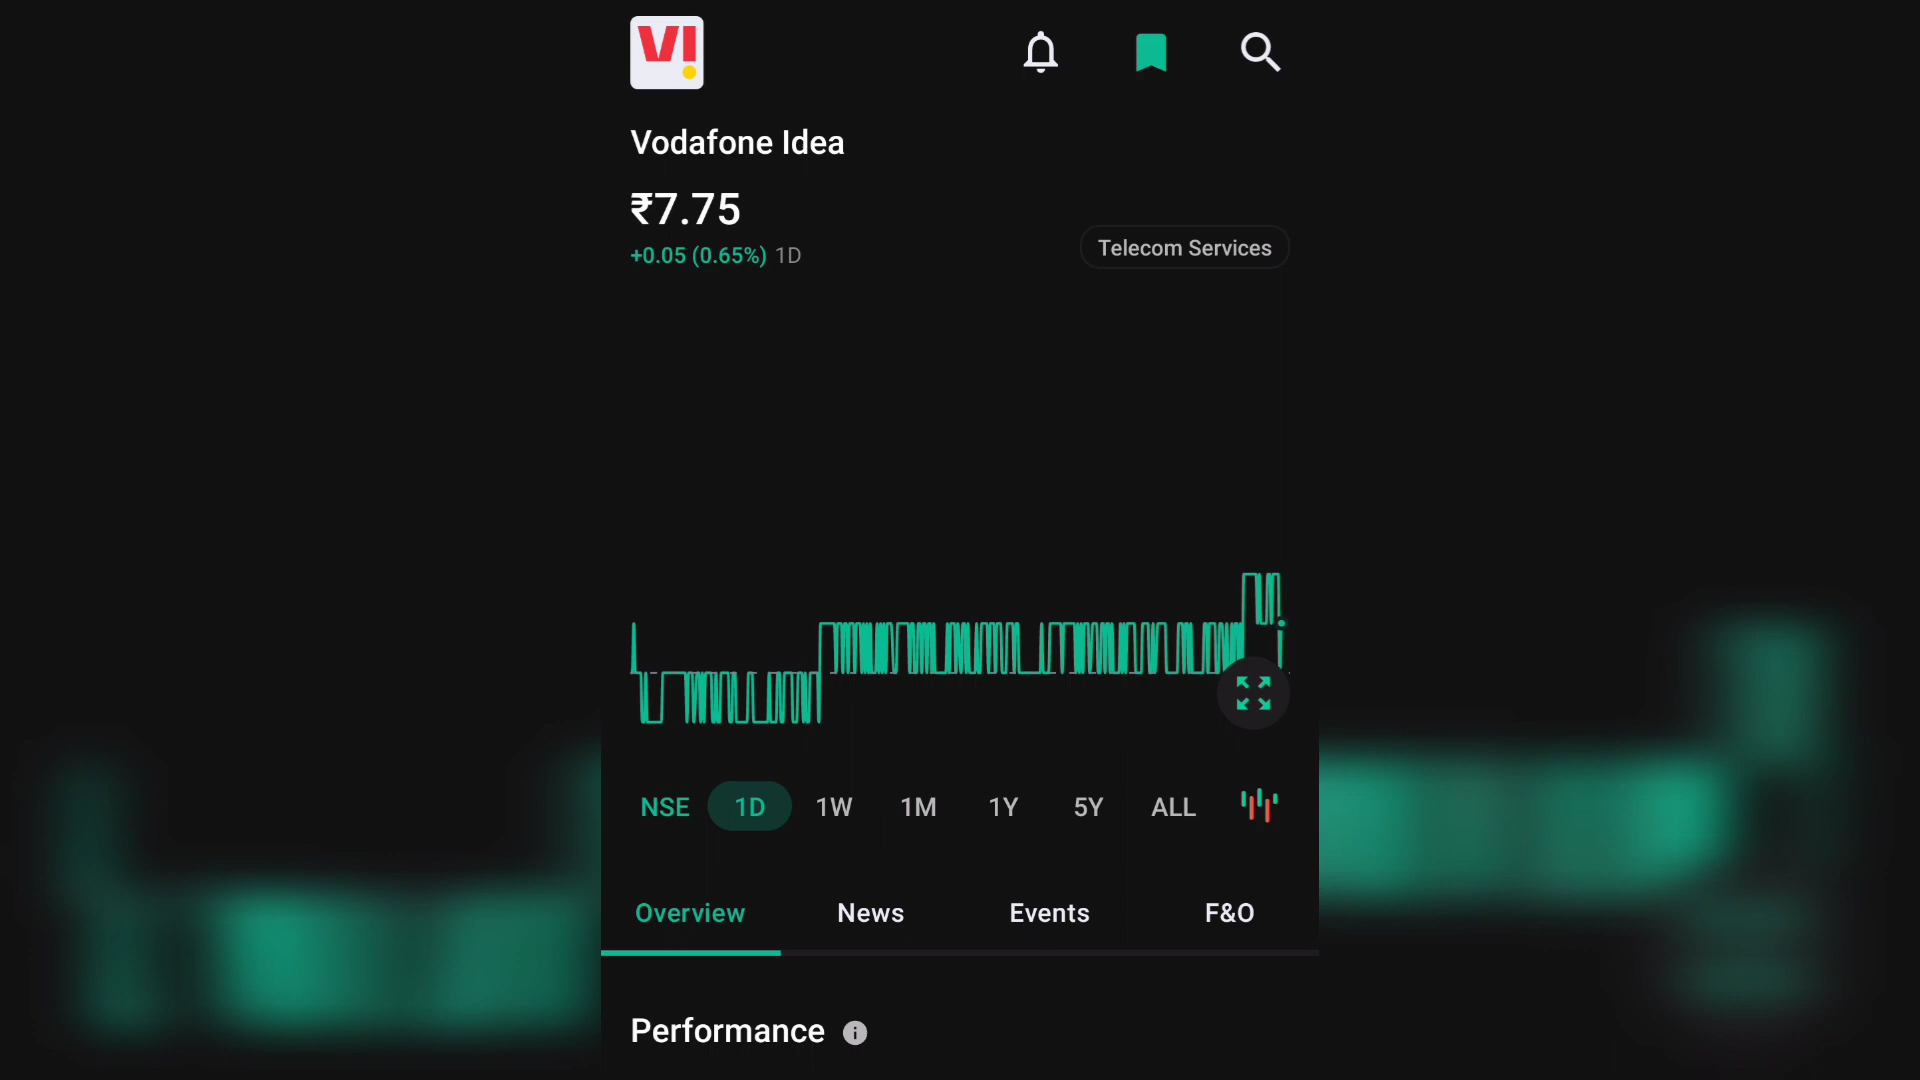 VI
Vodafone Idea
₹7.75
+0.05 (0.65%) 1D
Telecom Services
NSE 1D 1W 1M 1Y 5Y ALL
Overview News Events F&O
Performance